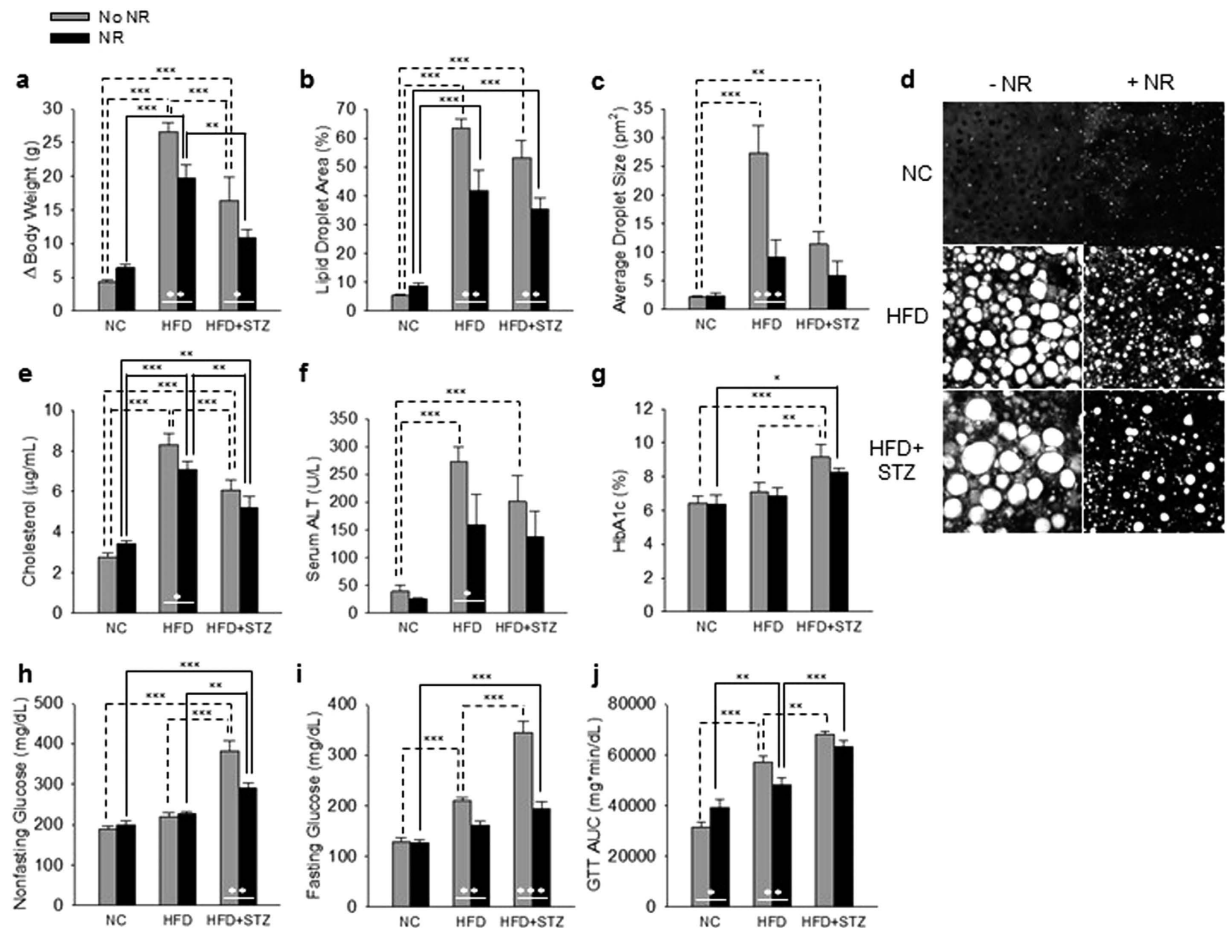 No NR
NR
a
***
***
***
***
**
Δ Body Weight (g)
30
25
20
15
10
5
0
NC
HFD
HFD+STZ
b
***
***
***
***
Lipid Droplet Area (%)
70
60
50
40
30
20
10
0
NC
HFD
HFD+STZ
c
**
***
Average Droplet Size (pm²)
35
30
25
20
15
10
5
0
NC
HFD
HFD+STZ
d
- NR
+ NR
NC
HFD
HFD+
STZ
e
**
***
**
***
***
***
Cholesterol (µg/mL)
10
8
6
4
2
0
NC
HFD
HFD+STZ
f
***
***
Serum ALT (U/L)
350
300
250
200
150
100
50
0
NC
HFD
HFD+STZ
g
*
***
**
HbA1c (%)
12
10
8
6
4
2
0
NC
HFD
HFD+STZ
h
***
***
**
***
Nonfasting Glucose (mg/dL)
500
400
300
200
100
0
NC
HFD
HFD+STZ
i
***
***
***
Fasting Glucose (mg/dL)
400
300
200
100
0
NC
HFD
HFD+STZ
j
**
***
***
**
GTT AUC (mg*min/dL)
80000
60000
40000
20000
0
NC
HFD
HFD+STZ